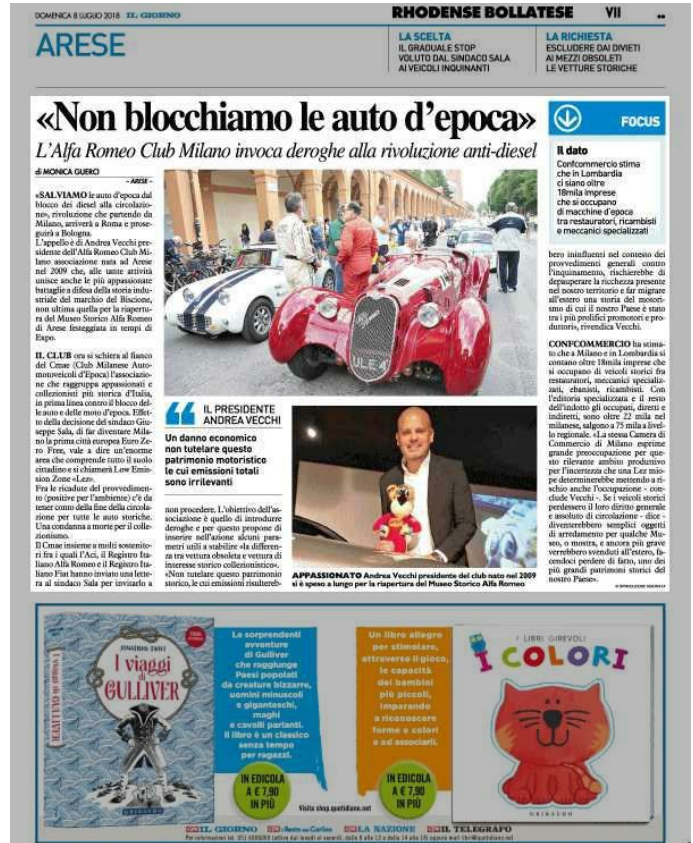 DOMENICA 8 LUGLIO 2018 IL GIORNO
RHODENSE BOLLATESE VII
ARESE
LA SCELTA
IL GRADUALE STOP
VOLUTO DAL SINDACO SALA
AI VEICOLI INQUINANTI
LA RICHIESTA
ESCLUDERE DAI DIVIETI
AI MEZZI OBSOLETI
LE VETTURE STORICHE
«Non blocchiamo le auto d'epoca»
L'Alfa Romeo Club Milano invoca deroghe alla rivoluzione anti-diesel
di MONICA GUERCI
– ARESE –
«SALVIAMO le auto d'epoca dal
blocco dei diesel alla circolazio-
ne», rivoluzione che partendo da
Milano, arriverà a Roma e prose-
guirà a Bologna.
L'appello è di Andrea Vecchi pre-
sidente dell'Alfa Romeo Club Mi-
lano associazione nata ad Arese
nel 2009 che, alle tante attività
unisce anche le più appassionate
battaglie a difesa della storia indu-
striale del marchio del Biscione,
non ultima quella per la riapertu-
ra del Museo Storico Alfa Romeo
di Arese festeggiata in tempi di
Expo.
IL CLUB ora si schiera al fianco
del Cmae (Club Milanese Auto-
motoveicoli d'Epoca) l'associazio-
ne che raggruppa appassionati e
collezionisti più storica d'Italia,
in prima linea contro il blocco del-
le auto e delle moto d'epoca. Effet-
to della decisione del sindaco Giu-
seppe Sala, di far diventare Mila-
no la prima città europea Euro Ze-
ro Free, vale a dire un'enorme
area che comprende tutto il suolo
cittadino e si chiamerà Low Emis-
sion Zone «Lez».
Fra le ricadute del provvedimen-
to (positive per l'ambiente) c'è da
tener conto della fine della circola-
zione per tutte le auto storiche.
Una condanna a morte per il colle-
zionismo.
Il Cmae insieme a molti sostenito-
ri fra i quali l'Aci, il Registro Ita-
liano Alfa Romeo e il Registro Ita-
liano Fiat hanno inviato una lette-
ra al sindaco Sala per invitarlo a
IL PRESIDENTE
ANDREA VECCHI
Un danno economico
non tutelare questo
patrimonio motoristico
le cui emissioni totali
sono irrilevanti
non procedere. L'obiettivo dell'as-
sociazione è quello di introdurre
deroghe e per questo propone di
inserire nell'azione alcuni para-
metri utili a stabilire «la differen-
za tra vettura obsoleta e vettura di
interesse storico collezionistico».
«Non tutelare questo patrimonio
storico, le cui emissioni risultereb-
APPASSIONATO Andrea Vecchi presidente del club nato nel 2009
si è speso a lungo per la riapertura del Museo Storico Alfa Romeo
FOCUS
Il dato
Confcommercio stima
che in Lombardia
ci siano oltre
18mila imprese
che si occupano
di macchine d'epoca
tra restauratori, ricambisti
e meccanici specializzati
bero ininfluenti nel contesto dei
provvedimenti generali contro
l'inquinamento, rischierebbe di
depauperare la ricchezza presente
nel nostro territorio e far migrare
all'estero una storia del motori-
smo di cui il nostro Paese è stato
tra i più prolifici promotori e pro-
duttori», rivendica Vecchi.
CONFCOMMERCIO ha stima-
to che a Milano e in Lombardia si
contano oltre 18mila imprese che
si occupano di veicoli storici fra
restauratori, meccanici specializ-
zati, ebanisti, ricambisti. Con
l'editoria specializzata e il resto
dell'indotto gli occupati, diretti e
indiretti, sono oltre 22 mila nel
milanese, salgono a 75 mila a livel-
lo regionale. «La stessa Camera di
Commercio di Milano esprime
grande preoccupazione per que-
sto rilevante ambito produttivo
per l'incertezza che una Lez mio-
pe determinerebbe mettendo a ri-
schio anche l'occupazione - con-
clude Vecchi -. Se i veicoli storici
perdessero il loro diritto generale
e assoluto di circolazione - dice -
diventerebbero semplici oggetti
di arredamento per qualche Mu-
seo, o mostra, e ancora più grave
verrebbero svenduti all'estero, fa-
cendoci perdere di fatto, uno dei
più grandi patrimoni storici del
nostro Paese».
© RIPRODUZIONE RISERVATA
JONATHAN SWIFT
I viaggi
di
GULLIVER
I viaggi di GULLIVER
GRIBAUDO
Le sorprendenti
avventure
di Gulliver
che raggiunge
Paesi popolati
da creature bizzarre,
uomini minuscoli
e giganteschi,
maghi
e cavalli parlanti.
Il libro è un classico
senza tempo
per ragazzi.
IN EDICOLA
A € 7,90
IN PIÙ
Visita shop.quotidiano.net
Un libro allegro
per stimolare,
attraverso il gioco,
le capacità
dei bambini
più piccoli,
imparando
a riconoscere
forme e colori
e ad associarli.
IN EDICOLA
A € 7,90
IN PIÙ
I LIBRI GIREVOLI
I COLORI
GRIBAUDO
IL GIORNO il Resto del Carlino LA NAZIONE IL TELEGRAFO